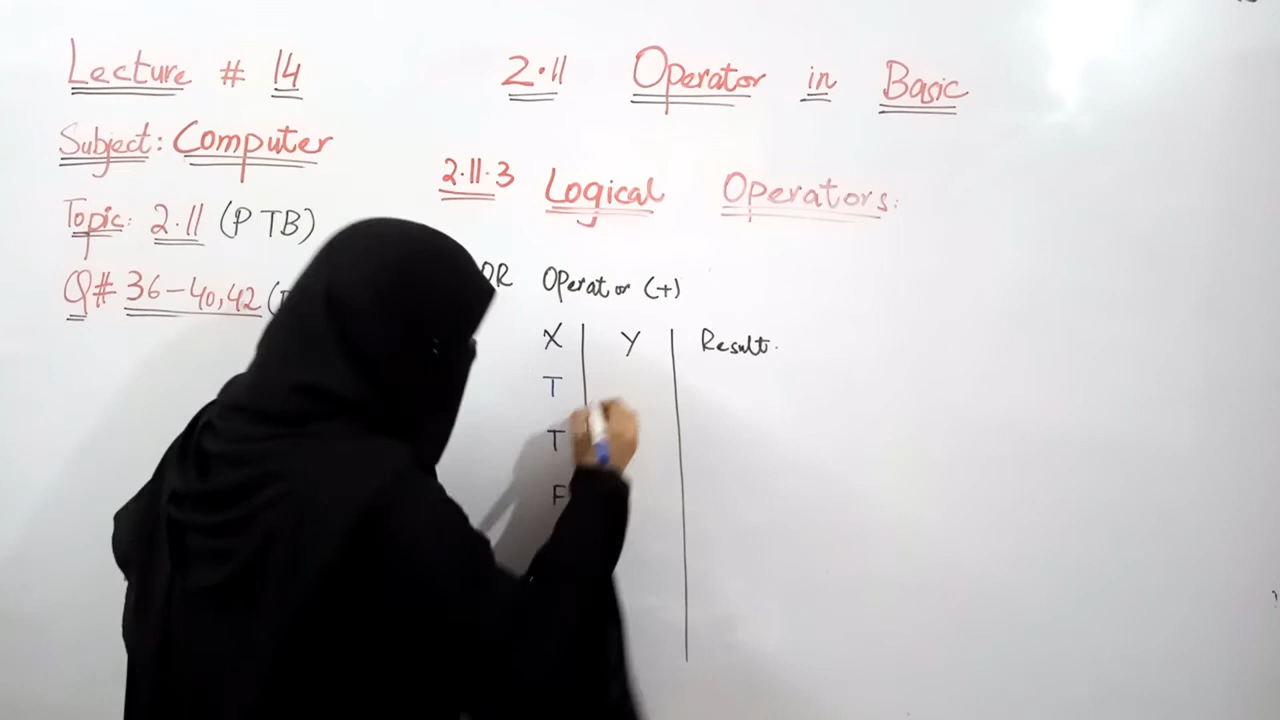 Lecture # 14
Subject: Computer
Topic: 2.11 (PTB)
Q# 36-40,42 (
2.11 Operator in Basic
2.11.3 Logical Operators:
OR Operator (+)
X Y Result.
T
T
F